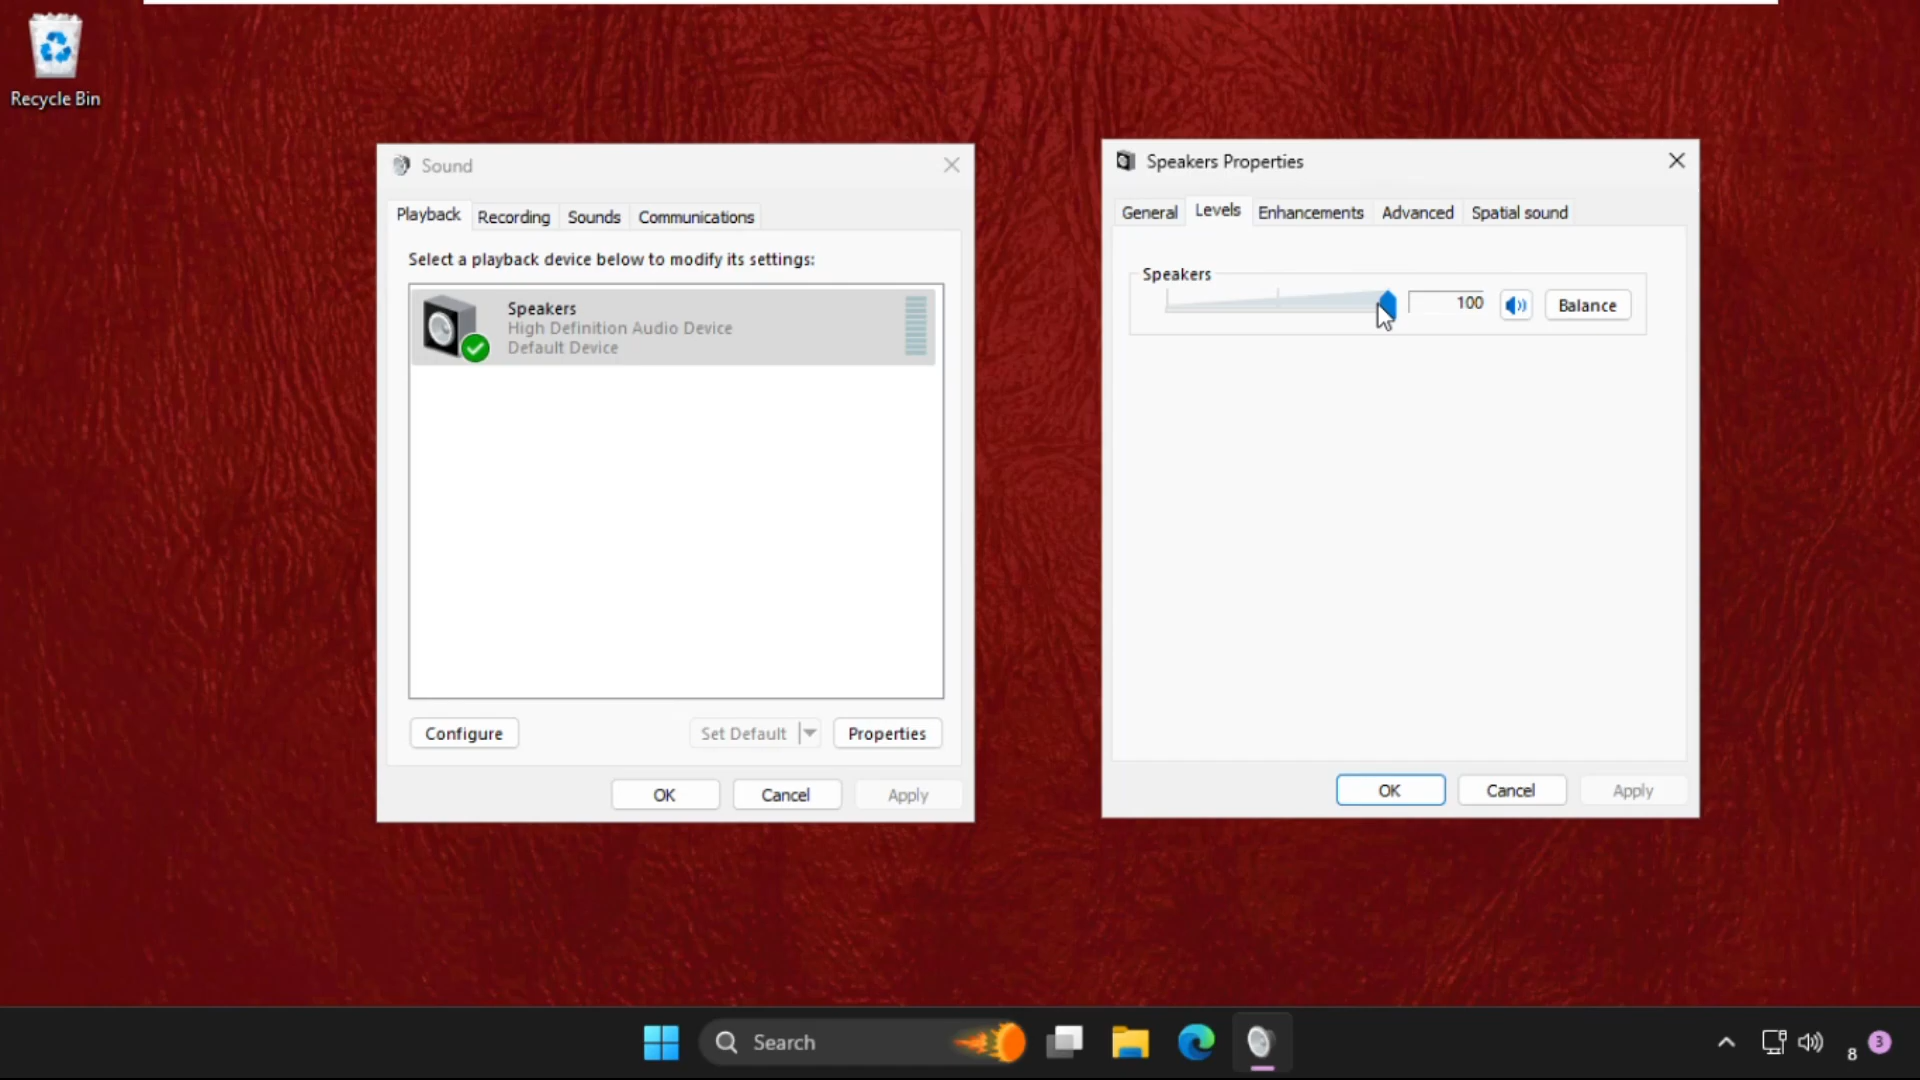 Recycle Bin
Sound
Playback
Recording
Sounds
Communications
Select a playback device below to modify its settings:
Speakers
High Definition Audio Device
Default Device
Configure
Set Default
Properties
OK
Cancel
Apply
Speakers Properties
General
Levels
Enhancements
Advanced
Spatial sound
Speakers
100
Balance
OK
Cancel
Apply
Search
8
3